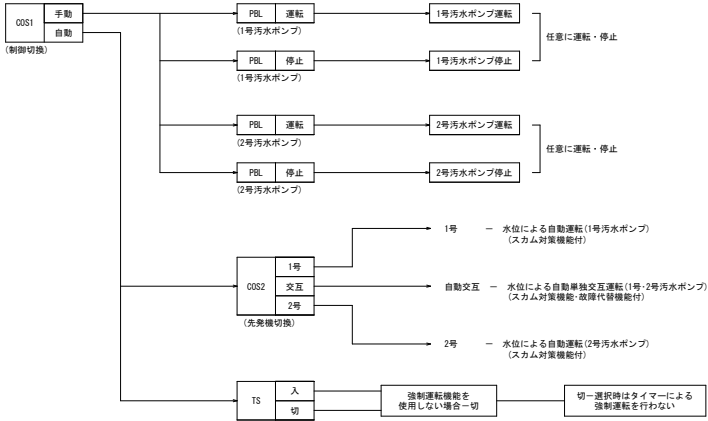 COS1
手動
自動
(制御切換)
PBL 運転
(1号汚水ポンプ)
1号汚水ポンプ運転
PBL 停止
(1号汚水ポンプ)
1号汚水ポンプ停止
任意に運転・停止
PBL 運転
(2号汚水ポンプ)
2号汚水ポンプ運転
PBL 停止
(2号汚水ポンプ)
2号汚水ポンプ停止
任意に運転・停止
COS2
1号
交互
2号
(先発機切換)
1号 － 水位による自動運転(1号汚水ポンプ)
(スカム対策機能付)
自動交互 － 水位による自動単独交互運転(1号・2号汚水ポンプ)
(スカム対策機能・故障代替機能付)
2号 － 水位による自動運転(2号汚水ポンプ)
(スカム対策機能付)
TS
入
切
強制運転機能を
使用しない場合－切
切－選択時はタイマーによる
強制運転を行わない